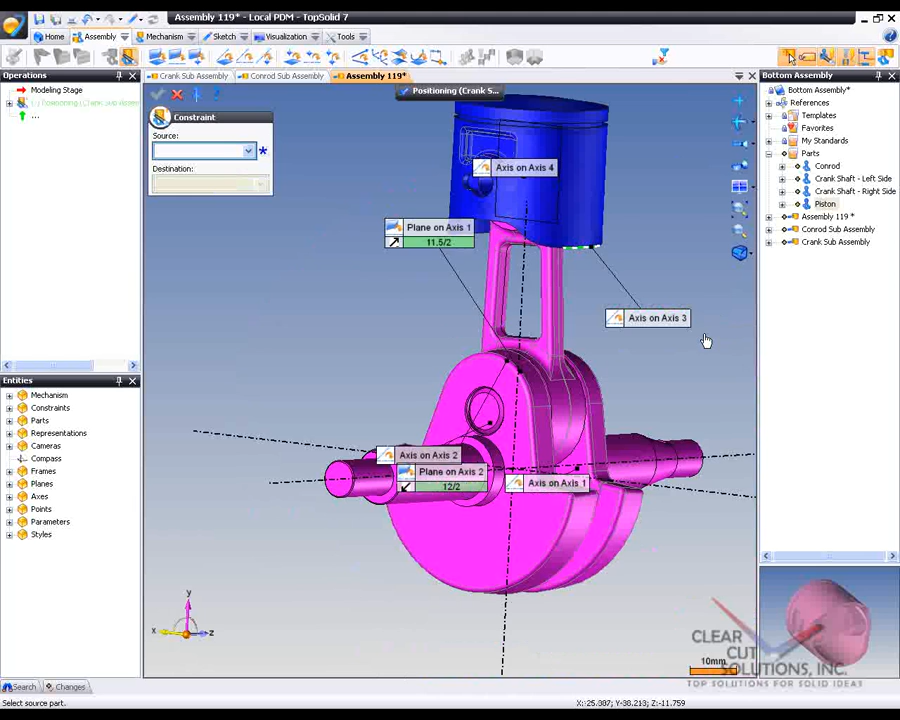 Assembly 119* - Local PDM - TopSolid 7
Home
Assembly
Mechanism
Sketch
Visualization
Tools
Operations
Crank Sub Assembly
Conrod Sub Assembly
Assembly 119*
Bottom Assembly
Modeling Stage
Positioning (Crank Sub Assem
...
Positioning (Crank S...
Constraint
Source:
Destination:
Bottom Assembly*
References
Templates
Favorites
My Standards
Parts
Conrod
Crank Shaft - Left Side
Crank Shaft - Right Side
Piston
Assembly 119 *
Conrod Sub Assembly
Crank Sub Assembly
Axis on Axis 4
Plane on Axis 1
11.5/2
Axis on Axis 3
Axis on Axis 2
Plane on Axis 2
12/2
Axis on Axis 1
Entities
Mechanism
Constraints
Parts
Representations
Cameras
Compass
Frames
Planes
Axes
Points
Parameters
Styles
y
x
z
10mm
CLEAR
CUT
SOLUTIONS, INC.
TOP SOLUTIONS FOR SOLID IDEAS
Search
Changes
Select source part.
X:25.087; Y:38.213; Z:-11.759